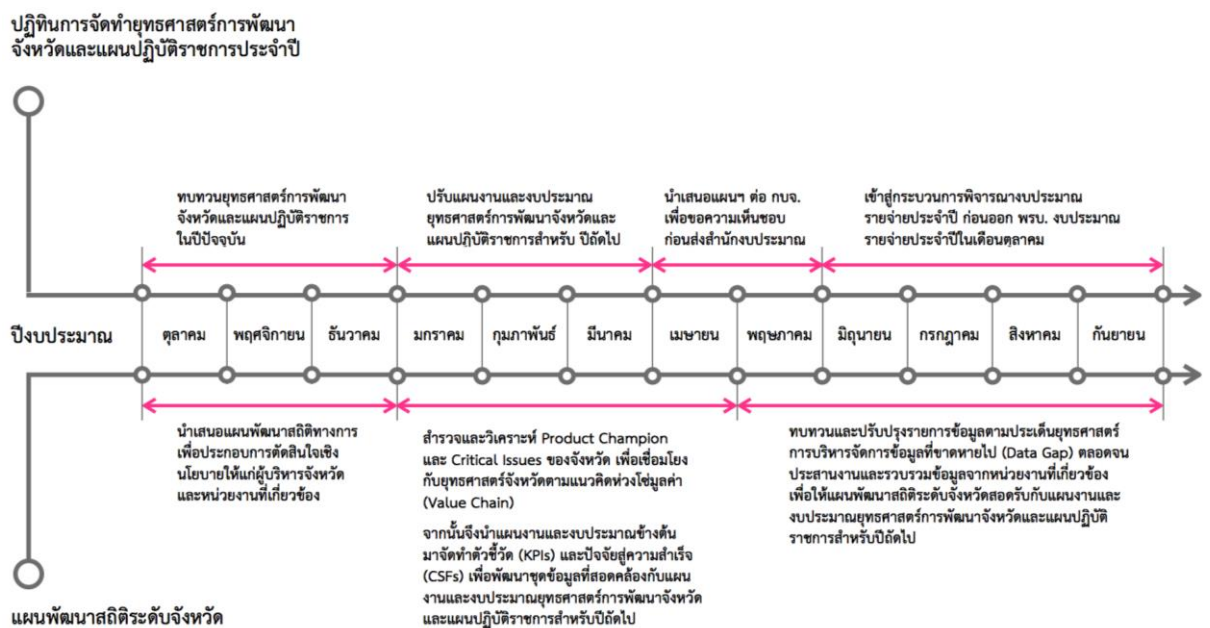 ปฏิทินการจัดทำยุทธศาสตร์การพัฒนา
จังหวัดและแผนปฏิบัติราชการประจำปี
ทบทวนยุทธศาสตร์การพัฒนา
จังหวัดและแผนปฏิบัติราชการ
ในปีปัจจุบัน
ปรับแผนงานและงบประมาณ
ยุทธศาสตร์การพัฒนาจังหวัดและ
แผนปฏิบัติราชการสำหรับ ปีถัดไป
นำเสนอแผนฯ ต่อ กบจ.
เพื่อขอความเห็นชอบ
ก่อนส่งสำนักงบประมาณ
เข้าสู่กระบวนการพิจารณางบประมาณ
รายจ่ายประจำปี ก่อนออก พรบ. งบประมาณ
รายจ่ายประจำปีในเดือนตุลาคม
ปีงบประมาณ ตุลาคม พฤศจิกายน ธันวาคม มกราคม กุมภาพันธ์ มีนาคม เมษายน พฤษภาคม มิถุนายน กรกฎาคม สิงหาคม กันยายน
นำเสนอแผนพัฒนาสถิติทางการ
เพื่อประกอบการตัดสินใจเชิง
นโยบายให้แก่ผู้บริหารจังหวัด
และหน่วยงานที่เกี่ยวข้อง
สำรวจและวิเคราะห์ Product Champion
และ Critical Issues ของจังหวัด เพื่อเชื่อมโยง
กับยุทธศาสตร์จังหวัดตามแนวคิดห่วงโซ่มูลค่า
(Value Chain)
จากนั้นจึงนำแผนงานและงบประมาณข้างต้น
มาจัดทำตัวชี้วัด (KPIs) และปัจจัยสู่ความสำเร็จ
(CSFs) เพื่อพัฒนาชุดข้อมูลที่สอดคล้องกับแผน
งานและงบประมาณยุทธศาสตร์การพัฒนาจังหวัด
และแผนปฏิบัติราชการสำหรับปีถัดไป
ทบทวนและปรับปรุงรายการข้อมูลตามประเด็นยุทธศาสตร์
การบริหารจัดการข้อมูลที่ขาดหายไป (Data Gap) ตลอดจน
ประสานงานและรวบรวมข้อมูลจากหน่วยงานที่เกี่ยวข้อง
เพื่อให้แผนพัฒนาสถิติระดับจังหวัดสอดรับกับแผนงานและ
งบประมาณยุทธศาสตร์การพัฒนาจังหวัดและแผนปฏิบัติ
ราชการสำหรับปีถัดไป
แผนพัฒนาสถิติระดับจังหวัด